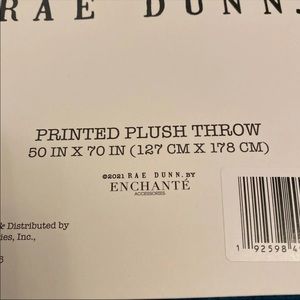 RAE DUNN.
PRINTED PLUSH THROW
50 IN X 70 IN (127 CM X 178 CM)
©2021 RAE DUNN. BY
ENCHANTÉ
ACCESSORIES.
& Distributed by
ies, Inc.,
1 92598 4